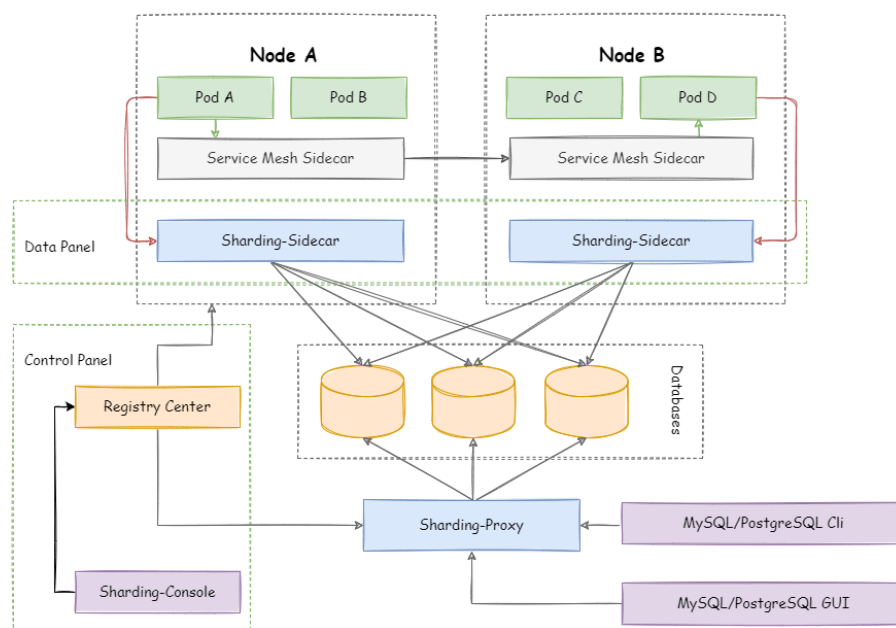 Node A
Node B
Pod A
Pod B
Pod C
Pod D
Service Mesh Sidecar
Service Mesh Sidecar
Data Panel
Sharding-Sidecar
Sharding-Sidecar
Control Panel
Registry Center
Databases
Sharding-Proxy
MySQL/PostgreSQL Cli
Sharding-Console
MySQL/PostgreSQL GUI